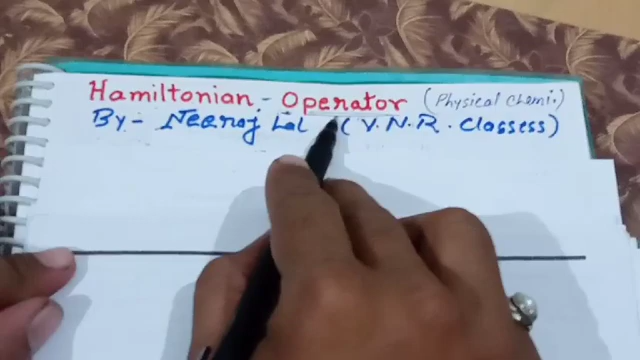 Hamiltonian - Operator (Physical Chemi.)
By - Neeraj Lal (V.N.R. Classess)